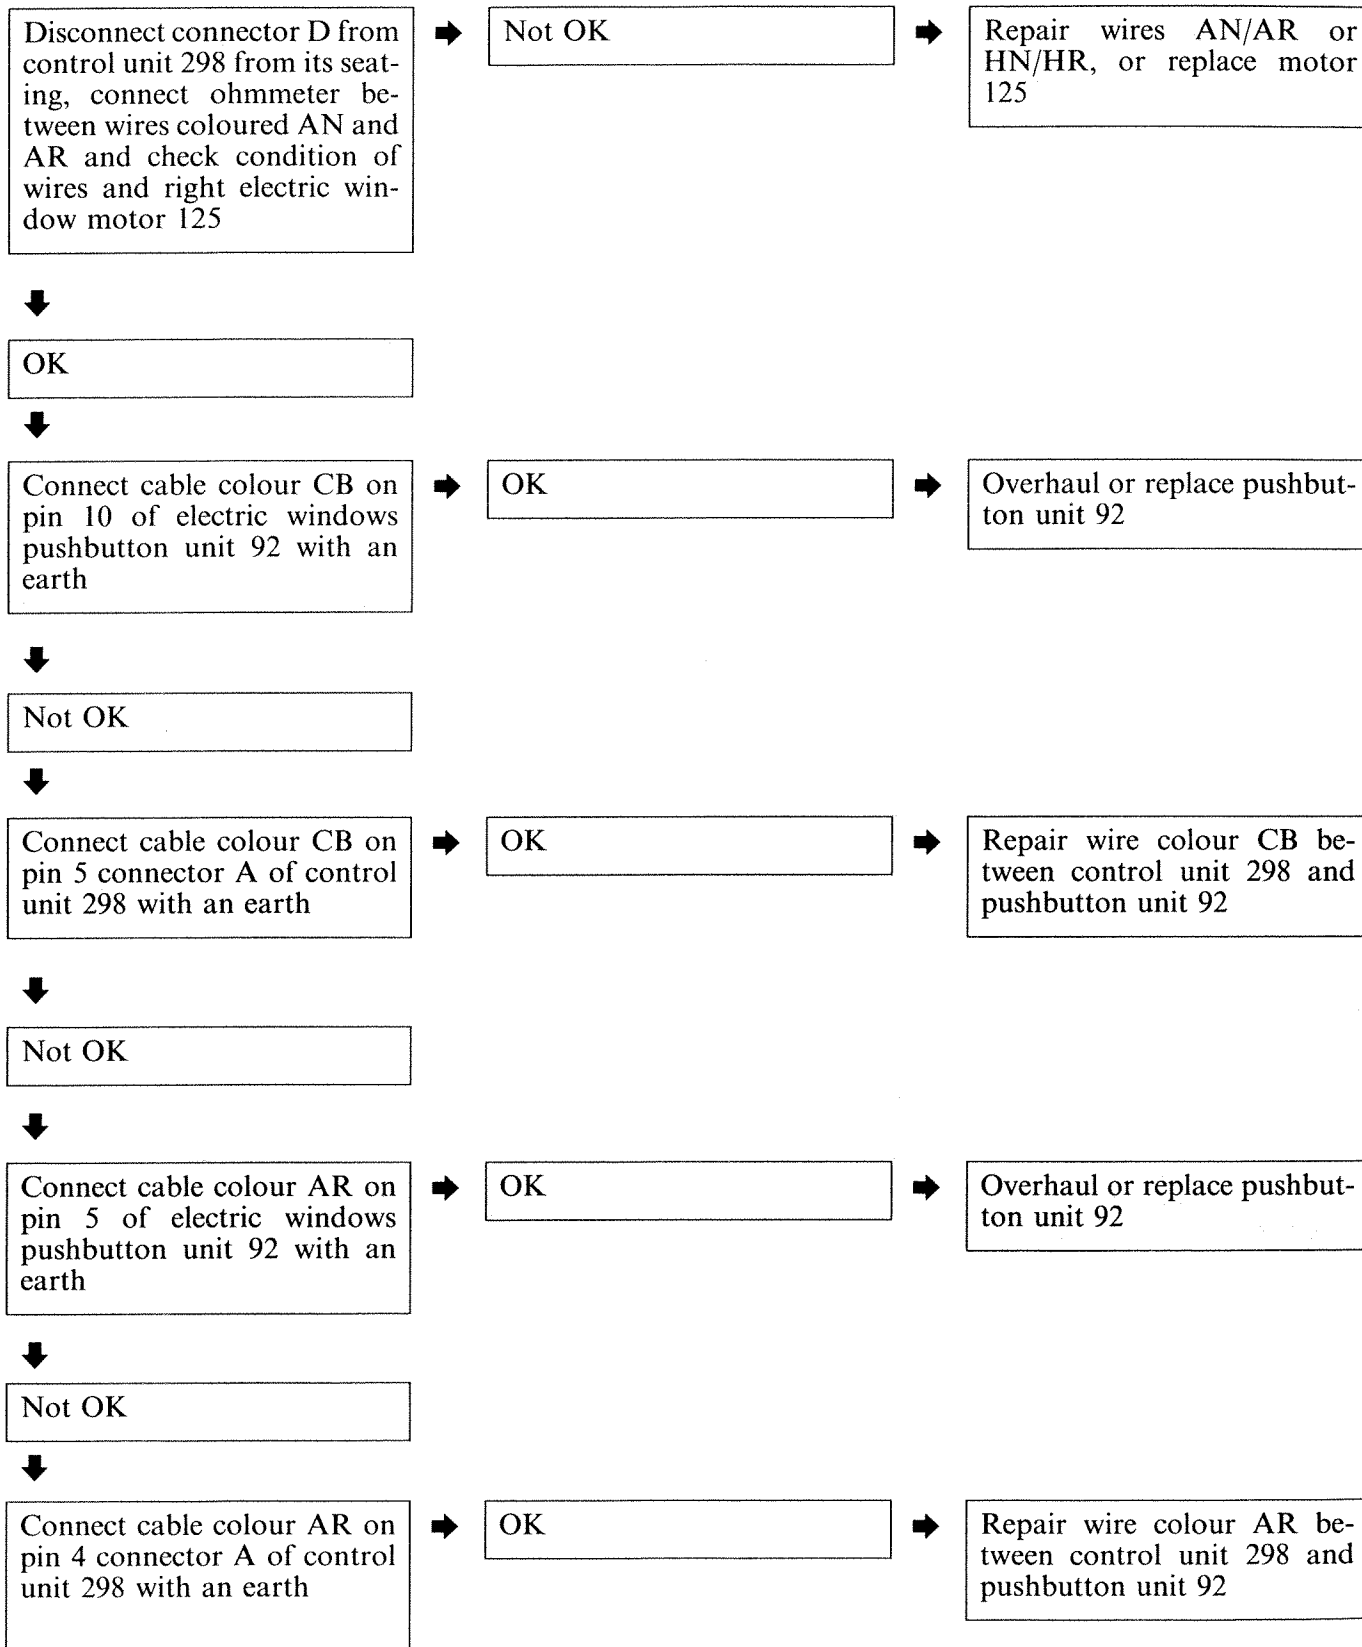 Disconnect connector D from
control unit 298 from its seat-
ing, connect ohmmeter be-
tween wires coloured AN and
AR and check condition of
wires and right electric win-
dow motor 125
Not OK
Repair wires AN/AR or
HN/HR, or replace motor
125
OK
Connect cable colour CB on
pin 10 of electric windows
pushbutton unit 92 with an
earth
OK
Overhaul or replace pushbut-
ton unit 92
Not OK
Connect cable colour CB on
pin 5 connector A of control
unit 298 with an earth
OK
Repair wire colour CB be-
tween control unit 298 and
pushbutton unit 92
Not OK
Connect cable colour AR on
pin 5 of electric windows
pushbutton unit 92 with an
earth
OK
Overhaul or replace pushbut-
ton unit 92
Not OK
Connect cable colour AR on
pin 4 connector A of control
unit 298 with an earth
OK
Repair wire colour AR be-
tween control unit 298 and
pushbutton unit 92